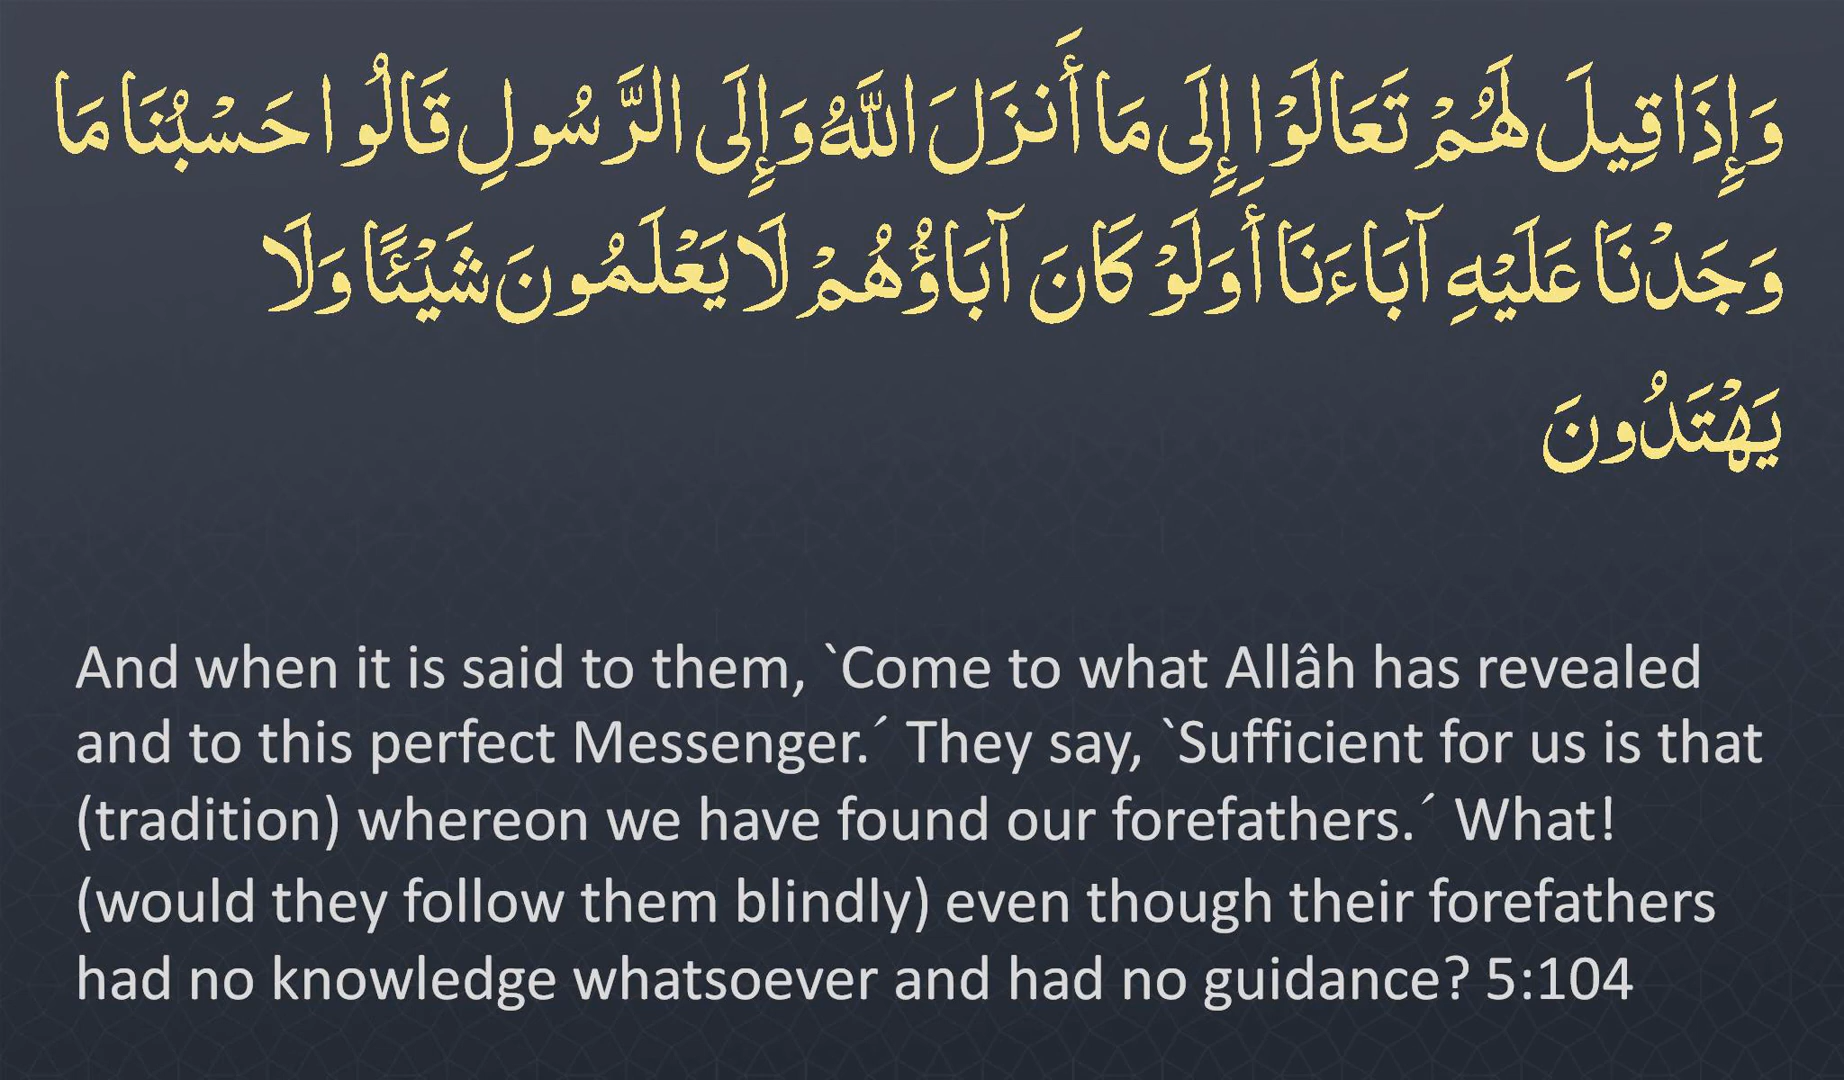 وَإِذَا قِيلَ لَهُمْ تَعَالَوْا إِلَى مَا أَنزَلَ اللَّهُ وَإِلَى الرَّسُولِ قَالُوا حَسْبُنَا مَا
وَجَدْنَا عَلَيْهِ آبَاءَنَا أَوَلَوْ كَانَ آبَاؤُهُمْ لَا يَعْلَمُونَ شَيْئًا وَلَا
يَهْتَدُونَ
And when it is said to them, `Come to what Allâh has revealed
and to this perfect Messenger.´ They say, `Sufficient for us is that
(tradition) whereon we have found our forefathers.´ What!
(would they follow them blindly) even though their forefathers
had no knowledge whatsoever and had no guidance? 5:104